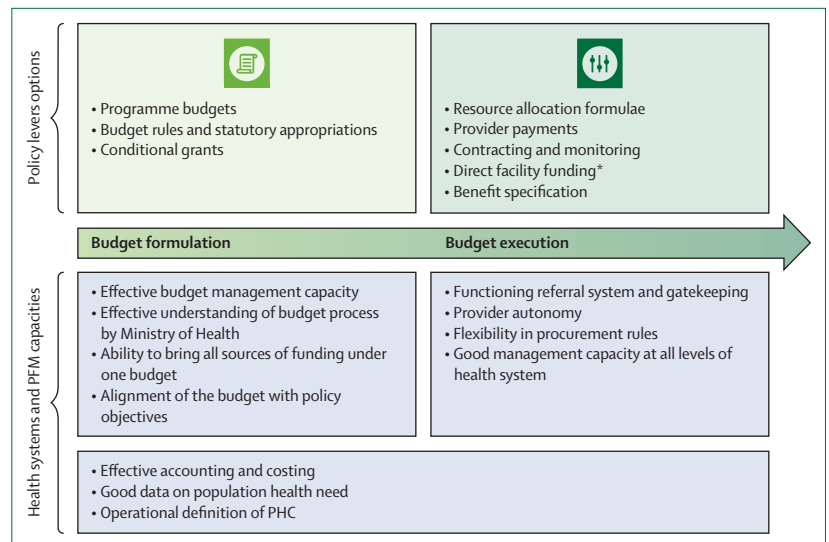 Policy levers options
• Programme budgets
• Budget rules and statutory appropriations
• Conditional grants
• Resource allocation formulae
• Provider payments
• Contracting and monitoring
• Direct facility funding*
• Benefit specification
Budget formulation
Budget execution
Health systems and PFM capacities
• Effective budget management capacity
• Effective understanding of budget process
by Ministry of Health
• Ability to bring all sources of funding under
one budget
• Alignment of the budget with policy
objectives
• Functioning referral system and gatekeeping
• Provider autonomy
• Flexibility in procurement rules
• Good management capacity at all levels of
health system
• Effective accounting and costing
• Good data on population health need
• Operational definition of PHC